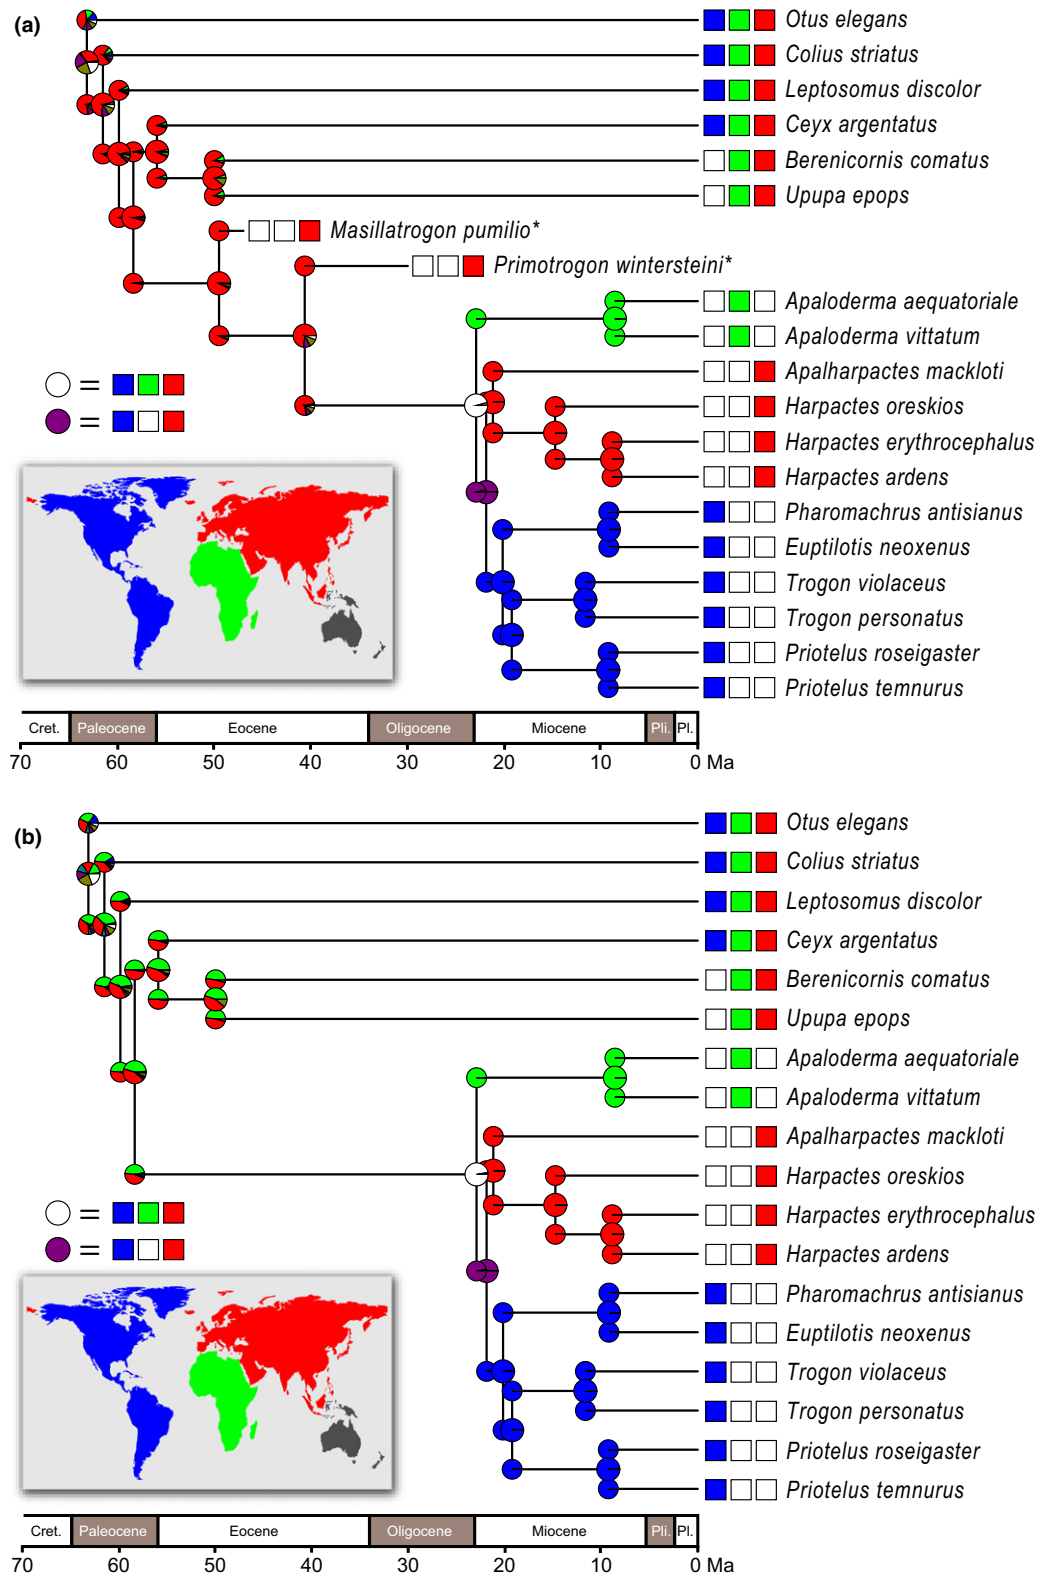 (a)
Otus elegans
Colius striatus
Leptosomus discolor
Ceyx argentatus
Berenicornis comatus
Upupa epops
Masillatrogon pumilio*
Primotrogon wintersteini*
Apaloderma aequatoriale
Apaloderma vittatum
Apalharpactes mackloti
Harpactes oreskios
Harpactes erythrocephalus
Harpactes ardens
Pharomachrus antisianus
Euptilotis neoxenus
Trogon violaceus
Trogon personatus
Priotelus roseigaster
Priotelus temnurus
=
=
Cret. Paleocene Eocene Oligocene Miocene Pli. Pl.
70 60 50 40 30 20 10 0 Ma
(b)
Otus elegans
Colius striatus
Leptosomus discolor
Ceyx argentatus
Berenicornis comatus
Upupa epops
Apaloderma aequatoriale
Apaloderma vittatum
Apalharpactes mackloti
Harpactes oreskios
Harpactes erythrocephalus
Harpactes ardens
Pharomachrus antisianus
Euptilotis neoxenus
Trogon violaceus
Trogon personatus
Priotelus roseigaster
Priotelus temnurus
=
=
Cret. Paleocene Eocene Oligocene Miocene Pli. Pl.
70 60 50 40 30 20 10 0 Ma